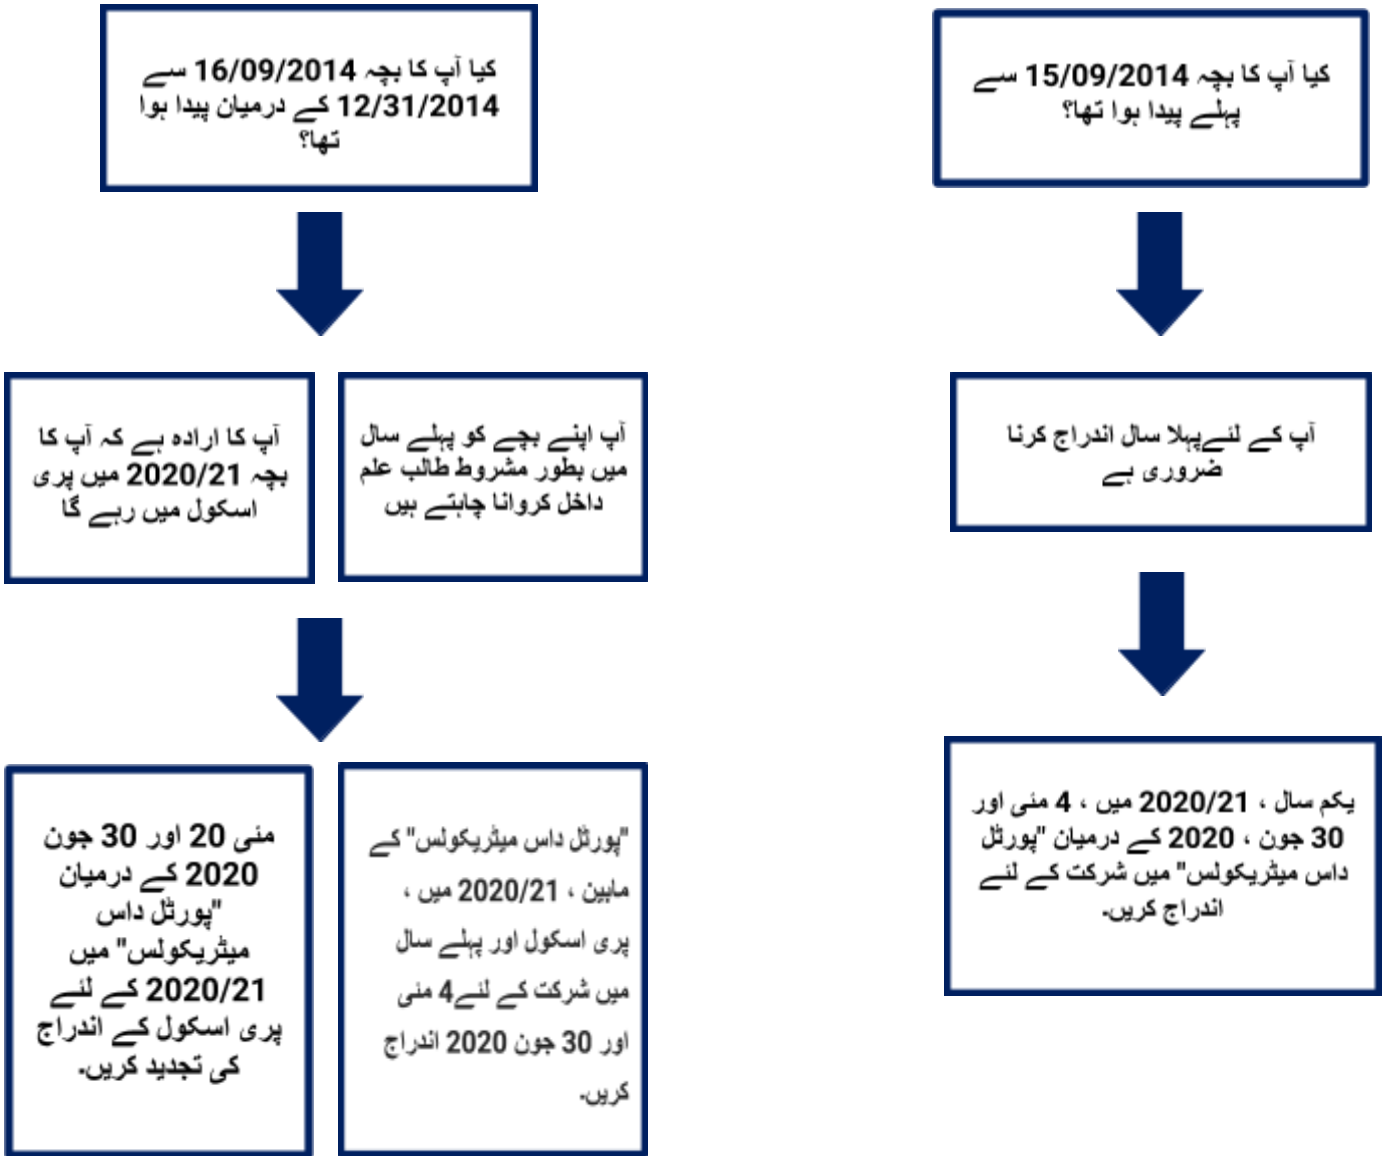 کیا آپ کا بچہ 15/09/2014 سے
پہلے پیدا ہوا تھا؟
آپ کے لئےپہلا سال اندراج کرنا
ضروری ہے
یکم سال ، 2020/21 میں ، 4 مئی اور
30 جون ، 2020 کے درمیان "پورٹل
داس میٹریکولس" میں شرکت کے لئے
اندراج کریں۔
کیا آپ کا بچہ 16/09/2014 سے
12/31/2014 کے درمیان پیدا ہوا
تھا؟
آپ اپنے بچے کو پہلے سال
میں بطور مشروط طالب علم
داخل کروانا چاہتے ہیں
آپ کا ارادہ ہے کہ آپ کا
بچہ 2020/21 میں پری
اسکول میں رہے گا
"پورٹل داس میٹریکولس" کے
مابین ، 2020/21 میں ،
پری اسکول اور پہلے سال
میں شرکت کے لئے4 مئی
اور 30 جون 2020 اندراج
کریں۔
مئی 20 اور 30 جون
2020 کے درمیان
"پورٹل داس
میٹریکولس" میں
2020/21 کے لئے
پری اسکول کے اندراج
کی تجدید کریں۔